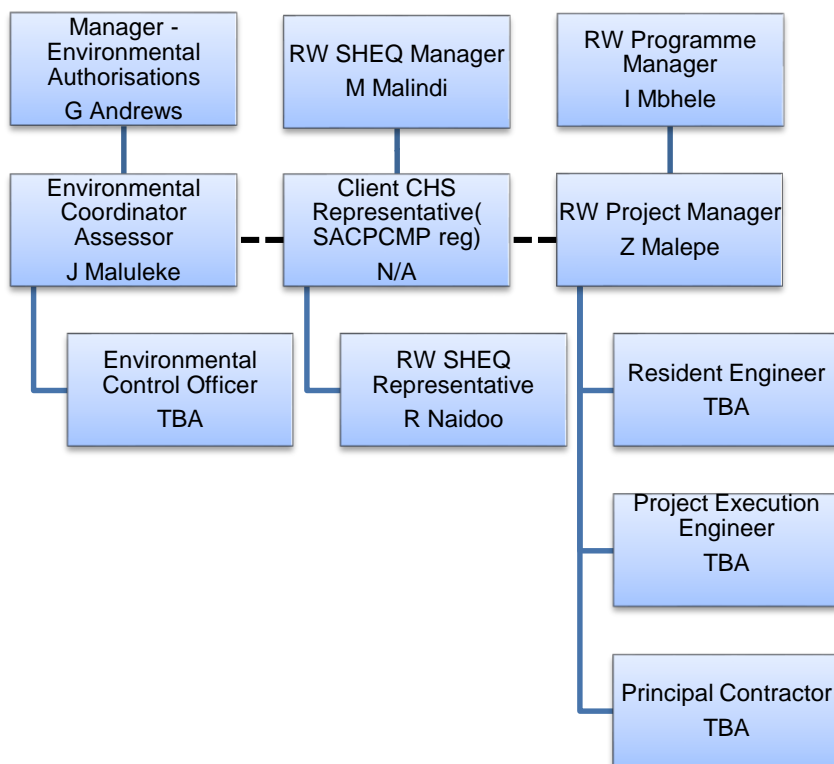 Manager -
Environmental
Authorisations
G Andrews
RW SHEQ Manager
M Malindi
RW Programme
Manager
I Mbhele
Environmental
Coordinator
Assessor
J Maluleke
Client CHS
Representative(
SACPCMP reg)
N/A
RW Project Manager
Z Malepe
Environmental
Control Officer
TBA
RW SHEQ
Representative
R Naidoo
Resident Engineer
TBA
Project Execution
Engineer
TBA
Principal Contractor
TBA